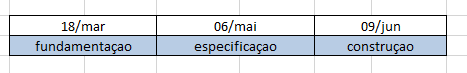 18/mar 06/mai 09/jun
fundamentaçao especificaçao construçao